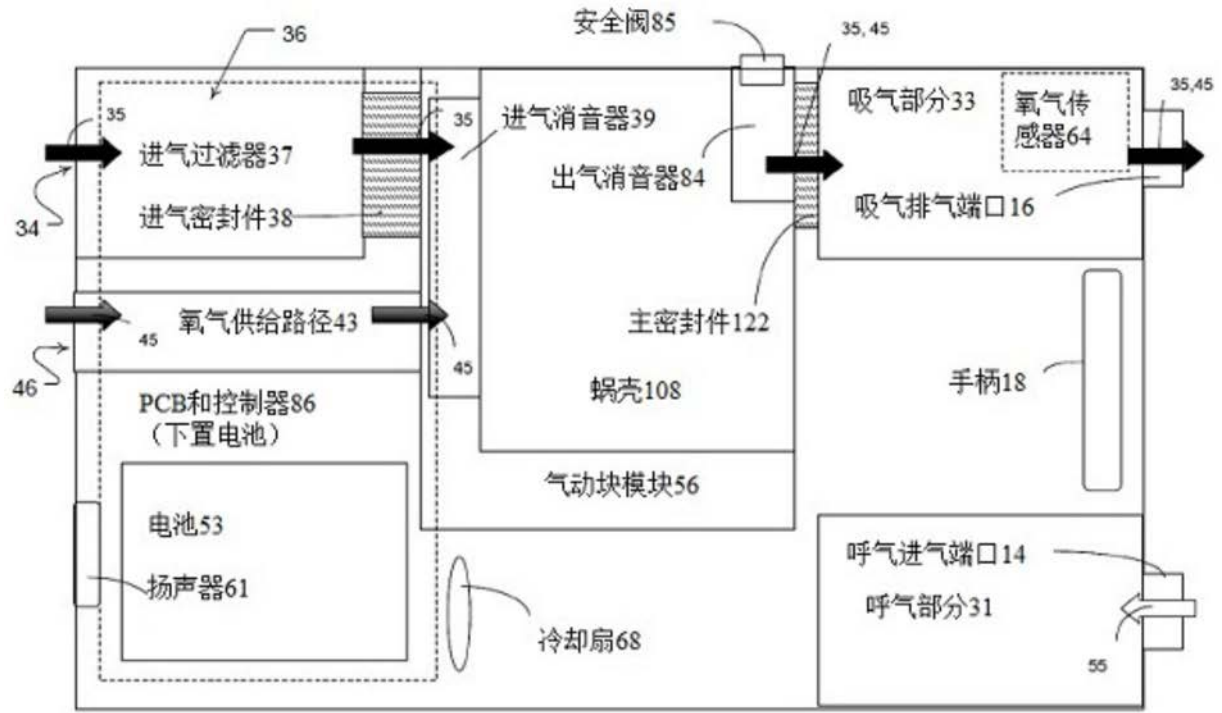 安全阀85
35, 45
36
35
35
35,45
进气过滤器37
进气消音器39
出气消音器84
吸气部分33
氧气传
感器64
进气密封件38
吸气排气端口16
34
氧气供给路径43
主密封件122
45
45
46
手柄18
PCB和控制器86
（下置电池）
蜗壳108
气动块模块56
电池53
扬声器61
冷却扇68
呼气进气端口14
呼气部分31
55